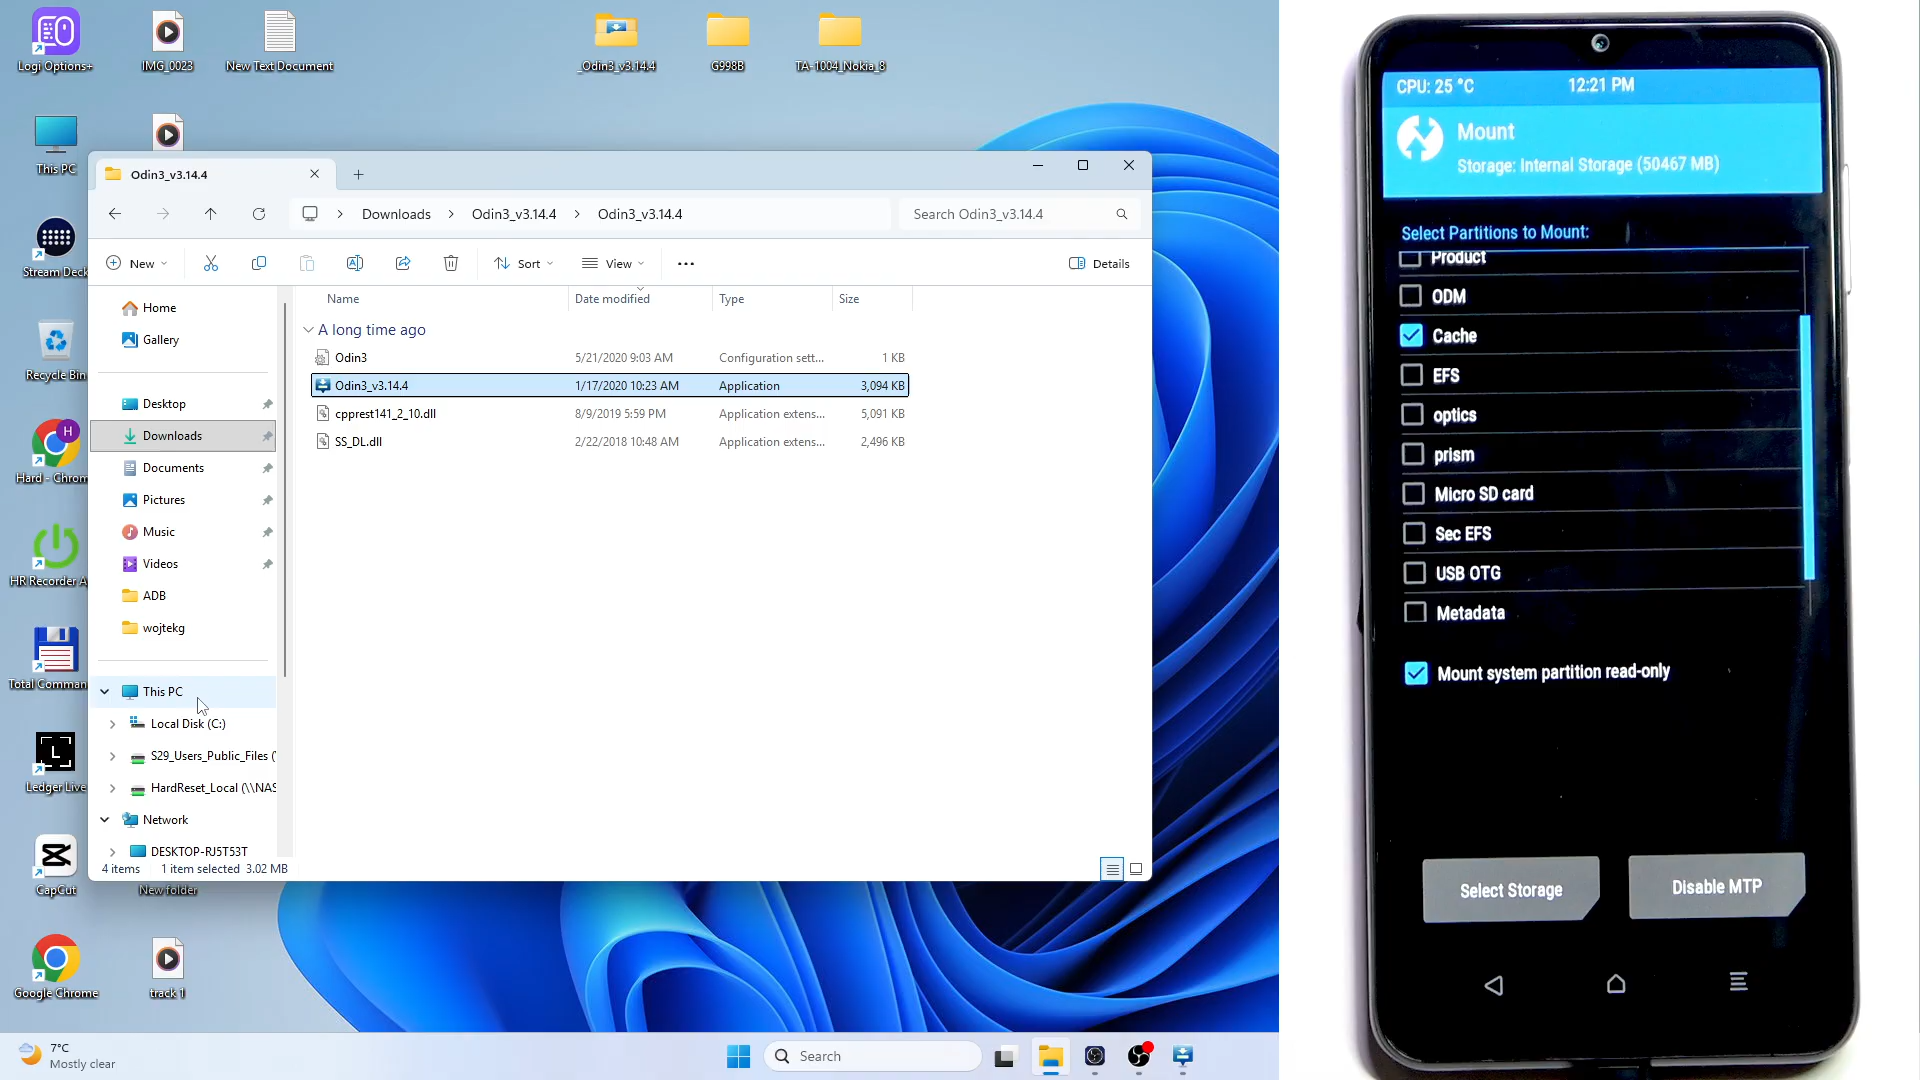 Logi Options+
IMG_0023
New Text Document
_Odin3_v3.14.4
G998B
TA-1004_Nokia_8
This PC
Stream Deck
Recycle Bin
H
Hard - Chrom
HR Recorder A
Total Comman
L
Ledger Live
CapCut
New folder
Google Chrome
track 1
Odin3_v3.14.4
Downloads
Odin3_v3.14.4
Odin3_v3.14.4
Search Odin3_v3.14.4
New
Sort
View
Details
Home
Gallery
Desktop
Downloads
Documents
Pictures
Music
Videos
ADB
wojtekg
This PC
Local Disk (C:)
S29_Users_Public_Files (\
HardReset_Local (\\NAS
Network
DESKTOP-RJ5T53T
Name Date modified Type Size
A long time ago
Odin3 5/21/2020 9:03 AM Configuration sett... 1 KB
Odin3_v3.14.4 1/17/2020 10:23 AM Application 3,094 KB
cpprest141_2_10.dll 8/9/2019 5:59 PM Application extens... 5,091 KB
SS_DL.dll 2/22/2018 10:48 AM Application extens... 2,496 KB
4 items 1 item selected 3.02 MB
7°C
Mostly clear
Search
CPU: 25 °C 12:21 PM
Mount
Storage: Internal Storage (50467 MB)
Select Partitions to Mount:
Product
ODM
Cache
EFS
optics
prism
Micro SD card
Sec EFS
USB OTG
Metadata
Mount system partition read-only
Select Storage
Disable MTP